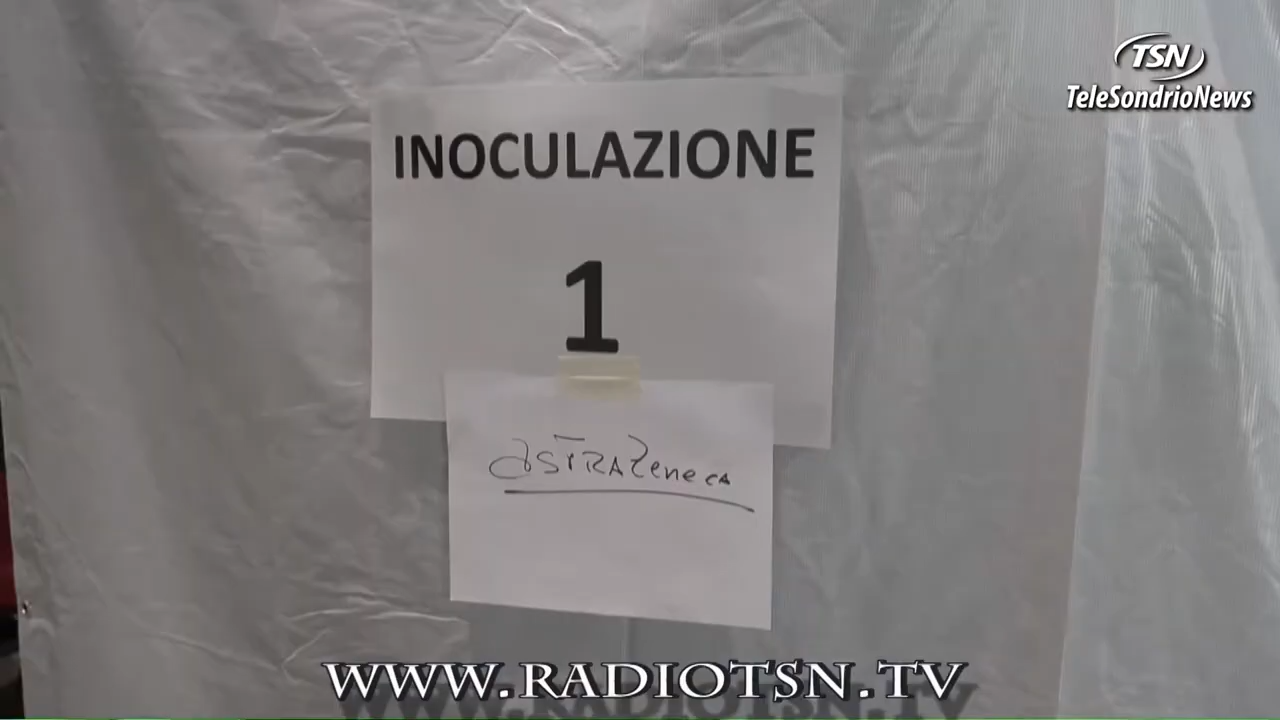 TSN
TeleSondrioNews
INOCULAZIONE
1
ASTRAZeneca
WWW.RADIOTSN.TV